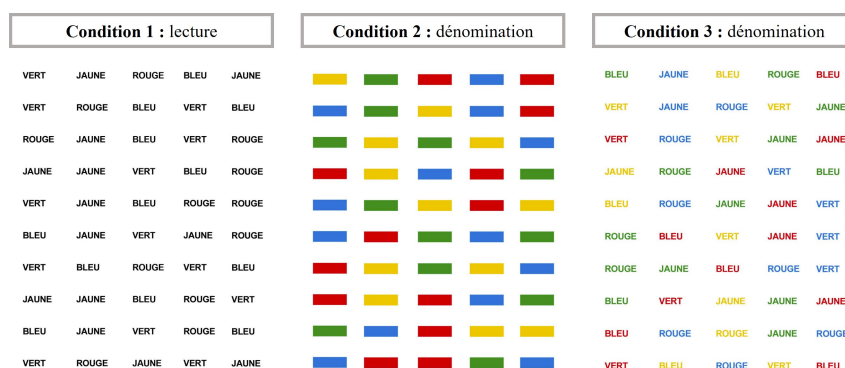 Condition 1 : lecture
VERT JAUNE ROUGE BLEU JAUNE
VERT ROUGE BLEU VERT BLEU
ROUGE JAUNE BLEU VERT ROUGE
JAUNE JAUNE VERT BLEU ROUGE
VERT JAUNE BLEU ROUGE ROUGE
BLEU JAUNE VERT JAUNE ROUGE
VERT BLEU ROUGE VERT BLEU
JAUNE JAUNE BLEU ROUGE VERT
BLEU JAUNE VERT ROUGE BLEU
VERT ROUGE JAUNE VERT JAUNE
Condition 2 : dénomination
Condition 3 : dénomination
BLEU JAUNE BLEU ROUGE BLEU
VERT JAUNE ROUGE VERT JAUNE
VERT ROUGE VERT JAUNE JAUNE
JAUNE ROUGE JAUNE VERT BLEU
BLEU ROUGE JAUNE JAUNE VERT
ROUGE BLEU VERT JAUNE VERT
ROUGE JAUNE BLEU ROUGE VERT
BLEU VERT JAUNE JAUNE JAUNE
BLEU ROUGE ROUGE JAUNE ROUGE
VERT BLEU ROUGE VERT BLEU